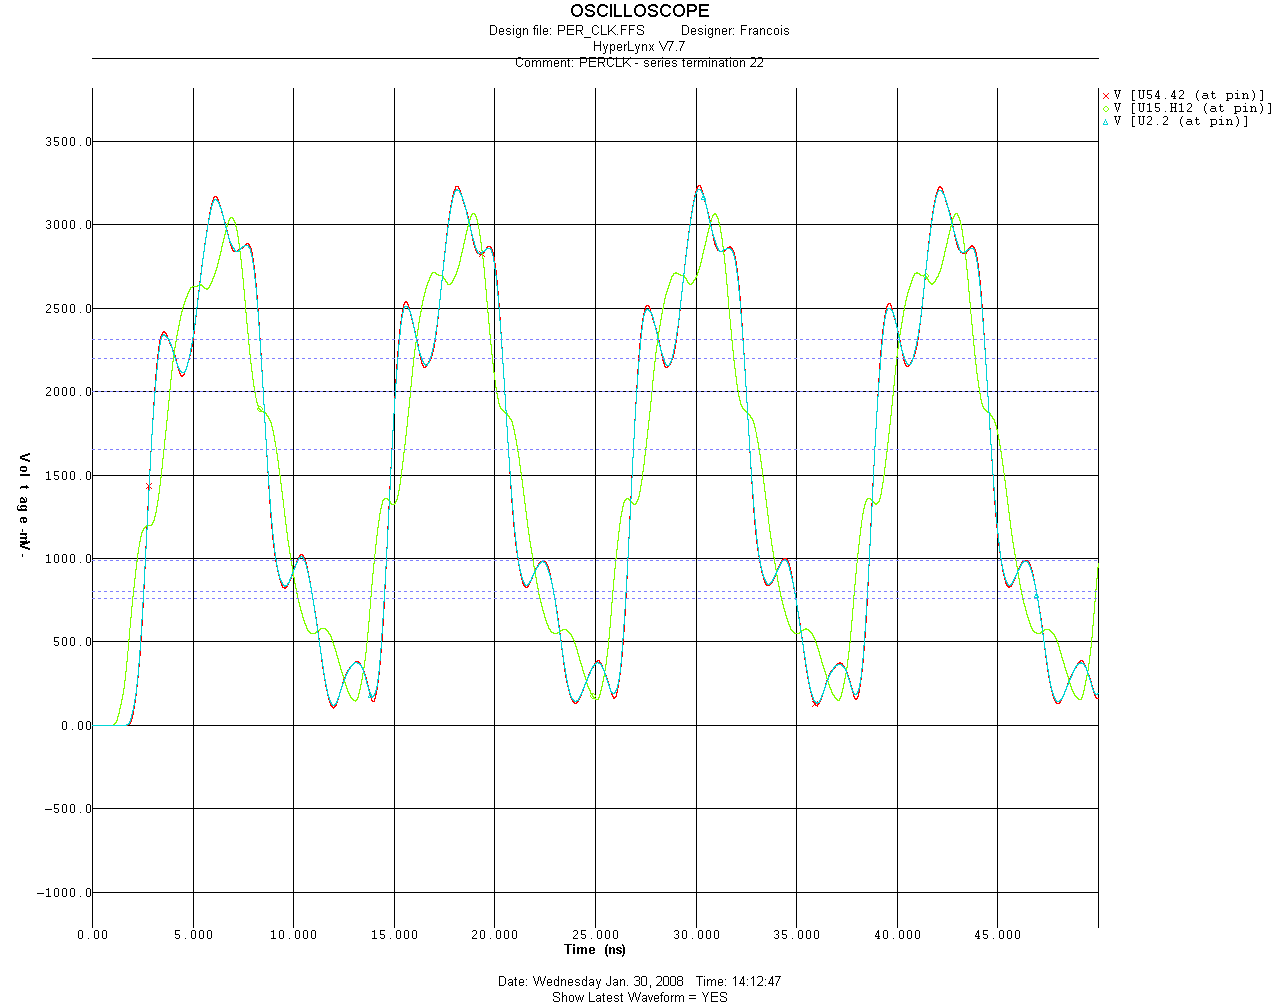 OSCILLOSCOPE
Design file: PER_CLK.FFS Designer: Francois
HyperLynx V7.7
Comment: PERCLK - series termination 22
V [U54.42 (at pin)]
V [U15.H12 (at pin)]
V [U2.2 (at pin)]
3500.0
3000.0
2500.0
2000.0
1500.0
1000.0
500.0
0.00
-500.0
-1000.0
Voltage -mV-
0.00 5.000 10.000 15.000 20.000 25.000 30.000 35.000 40.000 45.000
Time (ns)
Date: Wednesday Jan. 30, 2008 Time: 14:12:47
Show Latest Waveform = YES